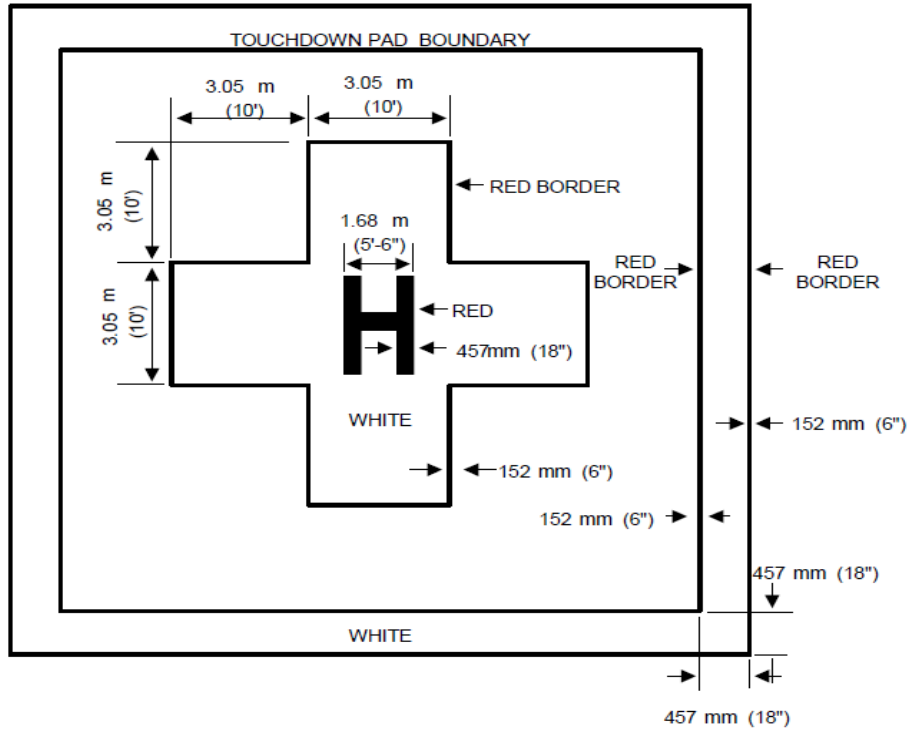 TOUCHDOWN PAD BOUNDARY
3.05 m
(10')
3.05 m
(10')
3.05 m
(10')
RED BORDER
1.68 m
(5'-6")
RED
BORDER
RED
BORDER
3.05 m
(10')
H
RED
457mm (18")
WHITE
152 mm (6")
152 mm (6")
152 mm (6")
457 mm (18")
WHITE
457 mm (18")